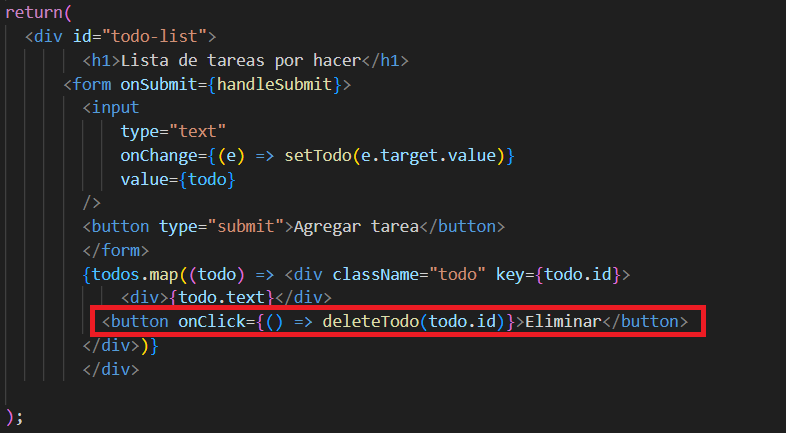 return(
<div id="todo-list">
<h1>Lista de tareas por hacer</h1>
<form onSubmit={handleSubmit}>
<input
type="text"
onChange={(e) => setTodo(e.target.value)}
value={todo}
/>
<button type="submit">Agregar tarea</button>
</form>
{todos.map((todo) => <div className="todo" key={todo.id}>
<div>{todo.text}</div>
<button onClick={() => deleteTodo(todo.id)}>Eliminar</button>
</div>)}
</div>
);